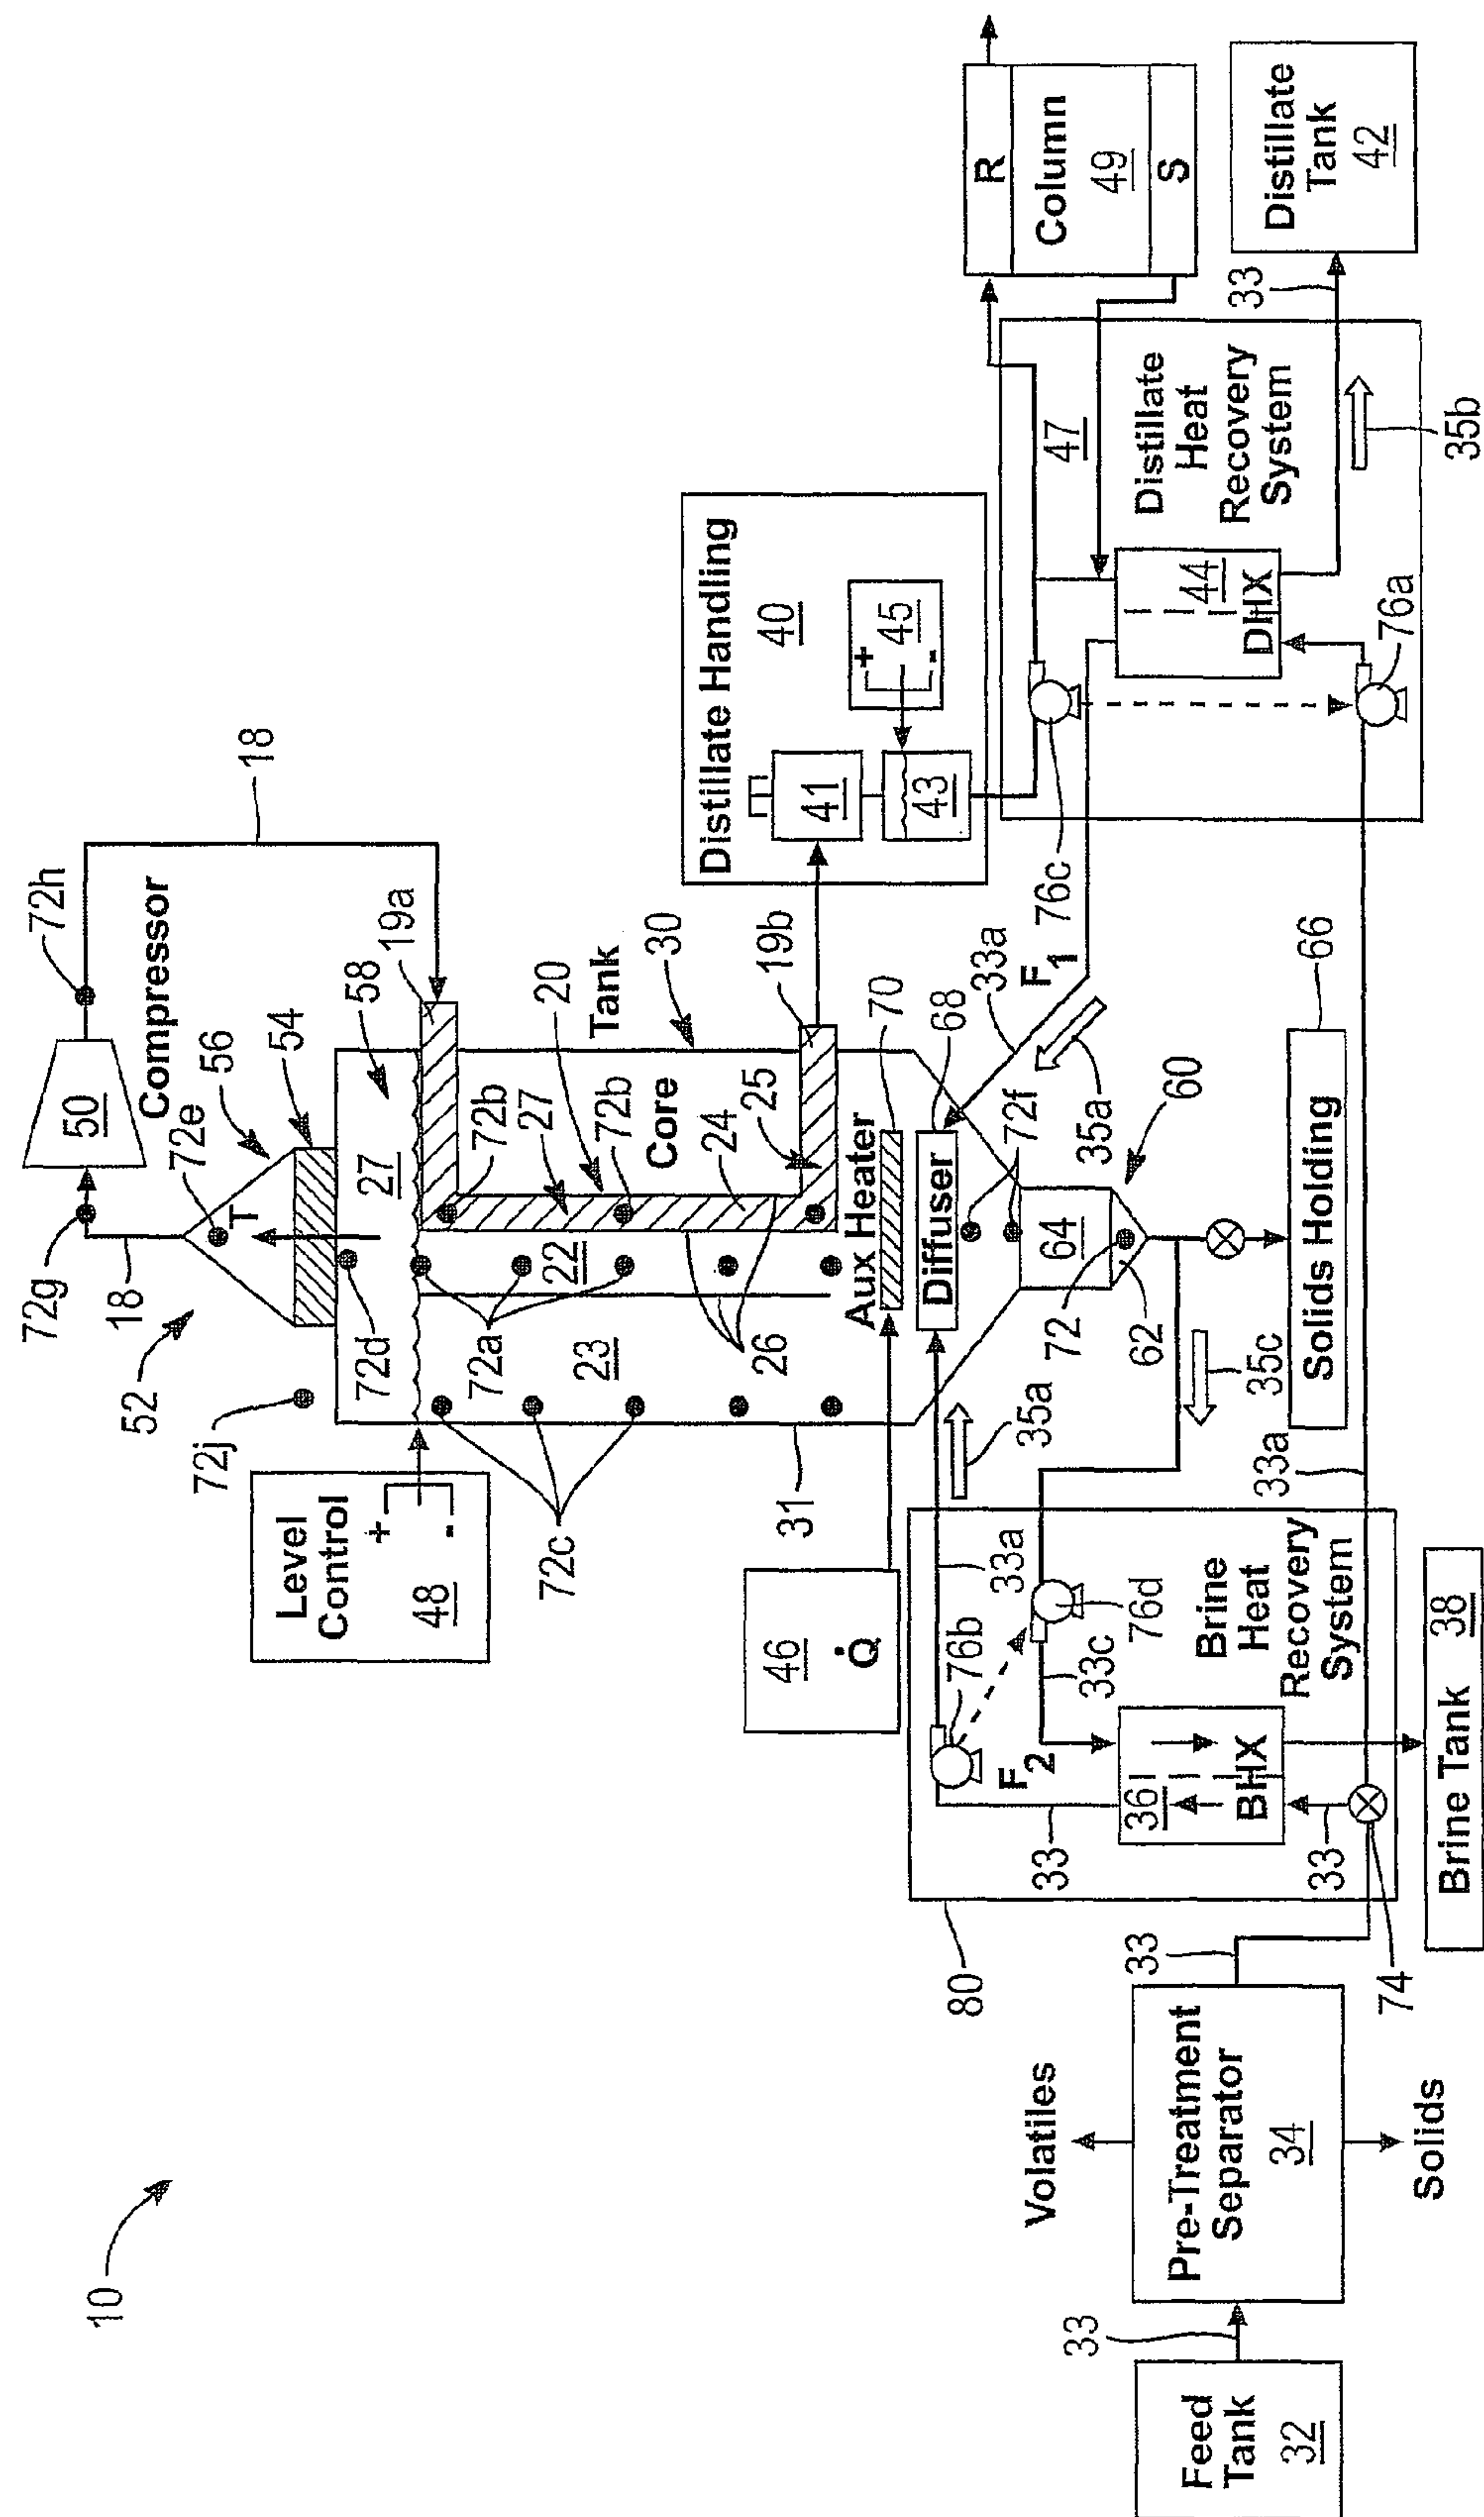 10
72g
18
52
72j
72e
56
54
T
50
Compressor
72h
18
58
19a
27
72d
Level
Control
48
+
-
72c
72a
23
22
26
72b
27
20
72b
Core
24
25
Tank
30
19b
31
Aux Heater
70
Diffuser
68
46
Q̇
Distillate Handling
40
41
43
45
+
-
72f
72
62
64
60
35a
33a
F1
35a
33a
35c
Solids Holding
66
33a
76c
47
R
Column
49
S
Distillate
Heat
Recovery
System
44
DHX
76a
33
35b
Distillate
Tank
42
80
76b
F2
33
36
BHX
33
33c
76d
Brine
Heat
Recovery
System
Brine Tank 38
74
33
Volatiles
Pre-Treatment
Separator
34
Solids
33
Feed
Tank
32